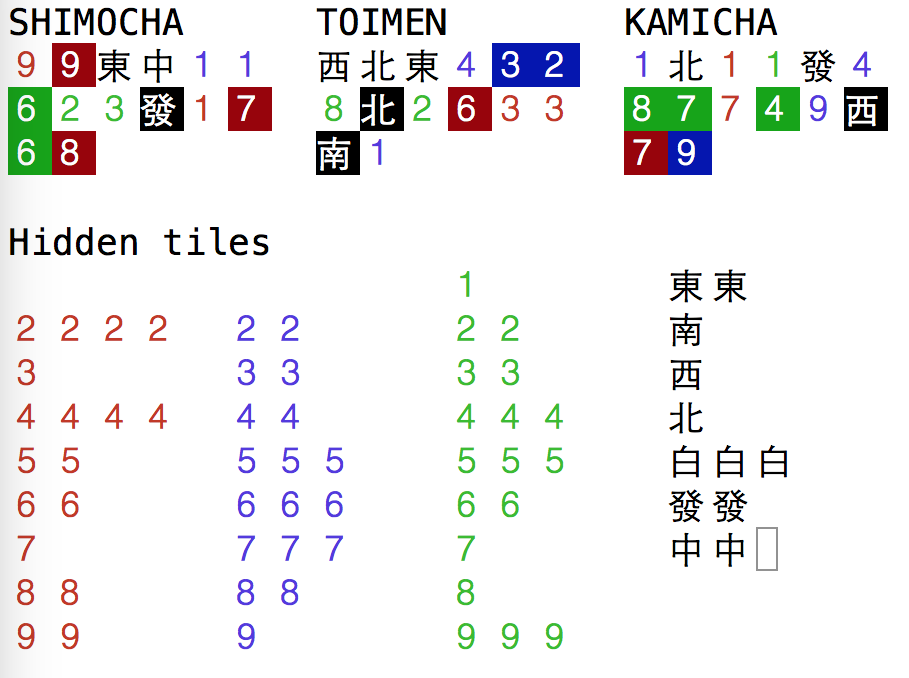 SHIMOCHA TOIMEN KAMICHA
9 9 東 中 1 1 西 北 東 4 3 2 1 北 1 1 發 4
6 2 3 發 1 7 8 北 2 6 3 3 8 7 7 4 9 西
6 8 南 1 7 9
Hidden tiles
1 東 東
2 2 2 2 2 2 2 2 南
3 3 3 3 3 西
4 4 4 4 4 4 4 4 4 北
5 5 5 5 5 5 5 5 白 白 白
6 6 6 6 6 6 6 發 發
7 7 7 7 7 中 中
8 8 8 8 8
9 9 9 9 9 9